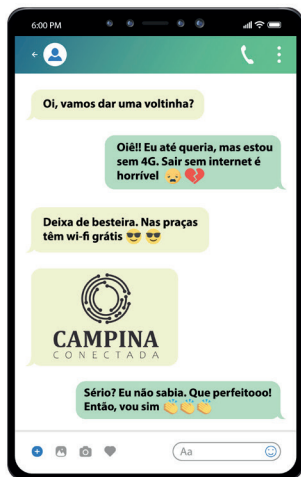 6:00 PM
Oi, vamos dar uma voltinha?
Oiê!! Eu até queria, mas estou
sem 4G. Sair sem internet é
horrível 😞 💔
Deixa de besteira. Nas praças
têm wi-fi grátis 😎 😎
CAMPINA
CONECTADA
Sério? Eu não sabia. Que perfeitooo!
Então, vou sim 👏 👏 👏
Aa